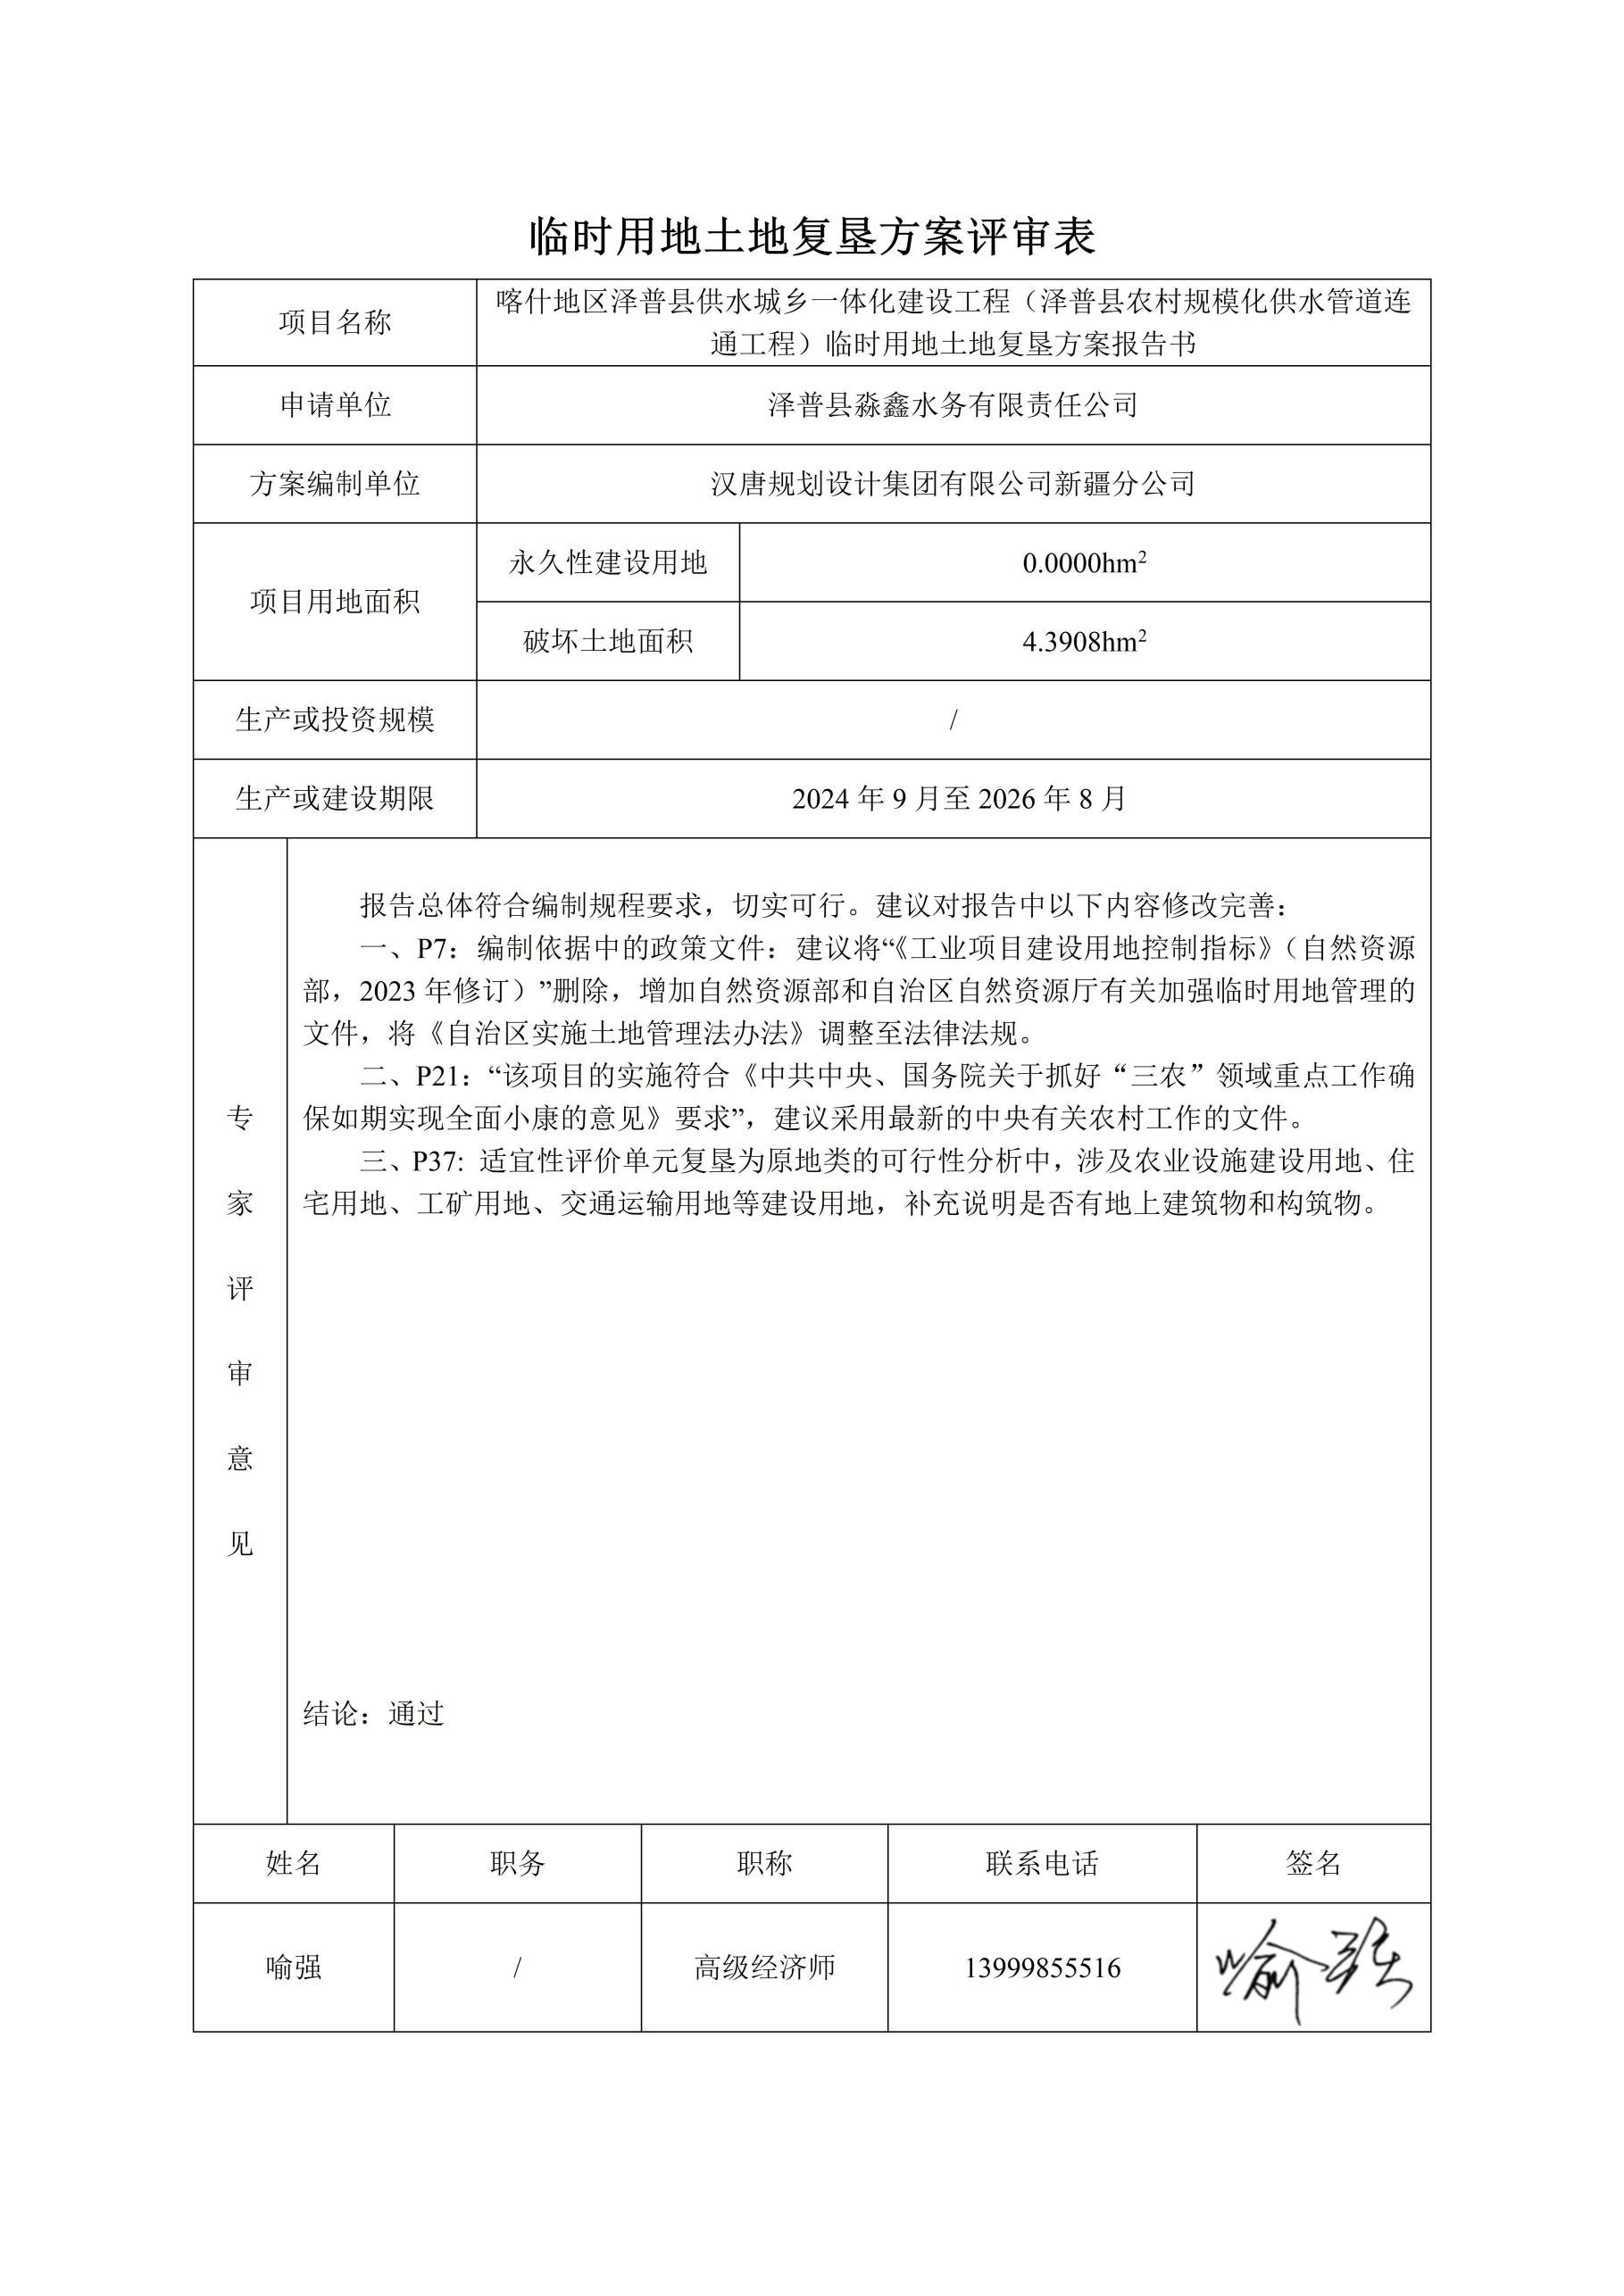 临时用地土地复垦方案评审表
项目名称
喀什地区泽普县供水城乡一体化建设工程（泽普县农村规模化供水管道连
通工程）临时用地土地复垦方案报告书
申请单位
泽普县淼鑫水务有限责任公司
方案编制单位
汉唐规划设计集团有限公司新疆分公司
项目用地面积
永久性建设用地
0.0000hm²
破坏土地面积
4.3908hm²
生产或投资规模
/
生产或建设期限
2024 年 9 月至 2026 年 8 月
专
家
评
审
意
见
报告总体符合编制规程要求，切实可行。建议对报告中以下内容修改完善：
一、P7：编制依据中的政策文件：建议将“《工业项目建设用地控制指标》（自然资源
部，2023 年修订）”删除，增加自然资源部和自治区自然资源厅有关加强临时用地管理的
文件，将《自治区实施土地管理法办法》调整至法律法规。
二、P21：“该项目的实施符合《中共中央、国务院关于抓好“三农”领域重点工作确
保如期实现全面小康的意见》要求”，建议采用最新的中央有关农村工作的文件。
三、P37: 适宜性评价单元复垦为原地类的可行性分析中，涉及农业设施建设用地、住
宅用地、工矿用地、交通运输用地等建设用地，补充说明是否有地上建筑物和构筑物。
结论：通过
姓名
职务
职称
联系电话
签名
喻强
/
高级经济师
13999855516
喻强